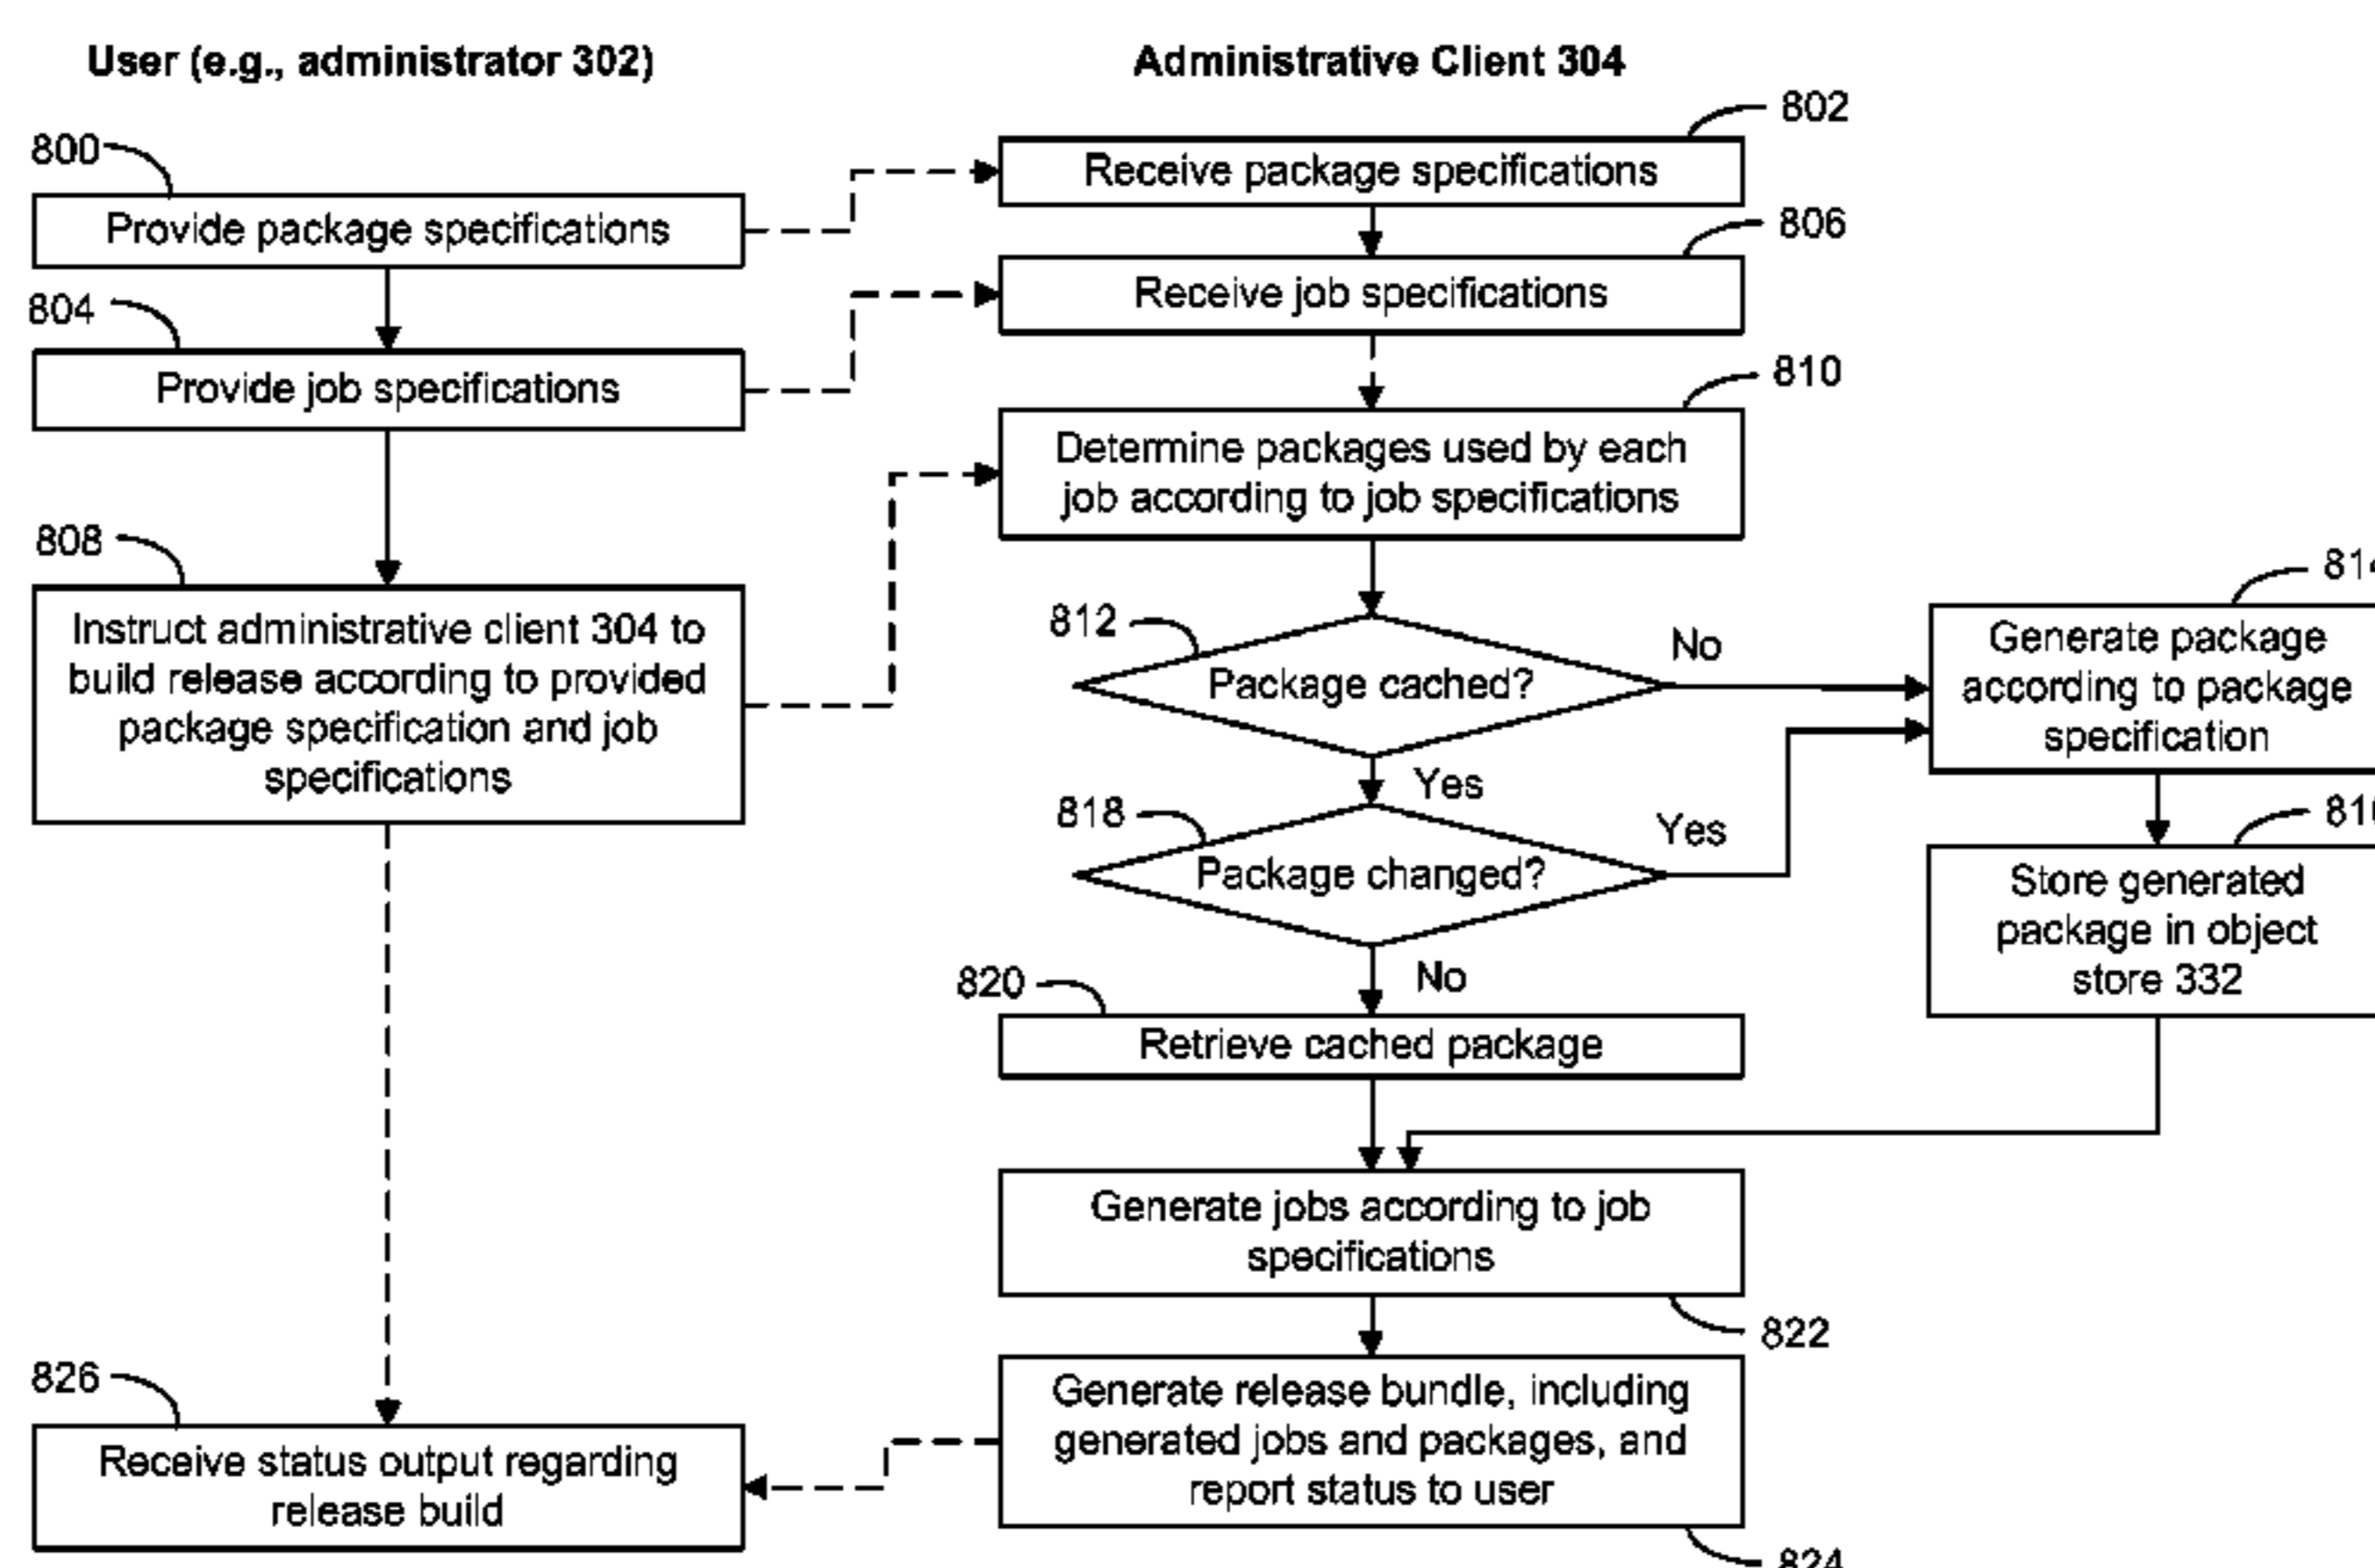 User (e.g., administrator 302)
Administrative Client 304
800
Provide package specifications
802
Receive package specifications
804
Provide job specifications
806
Receive job specifications
808
Instruct administrative client 304 to
build release according to provided
package specification and job
specifications
810
Determine packages used by each
job according to job specifications
812
Package cached?
No
Yes
814
Generate package
according to package
specification
Store generated
package in object
store 332
818
Package changed?
Yes
No
820
Retrieve cached package
Generate jobs according to job
specifications
822
Generate release bundle, including
generated jobs and packages, and
report status to user
824
826
Receive status output regarding
release build